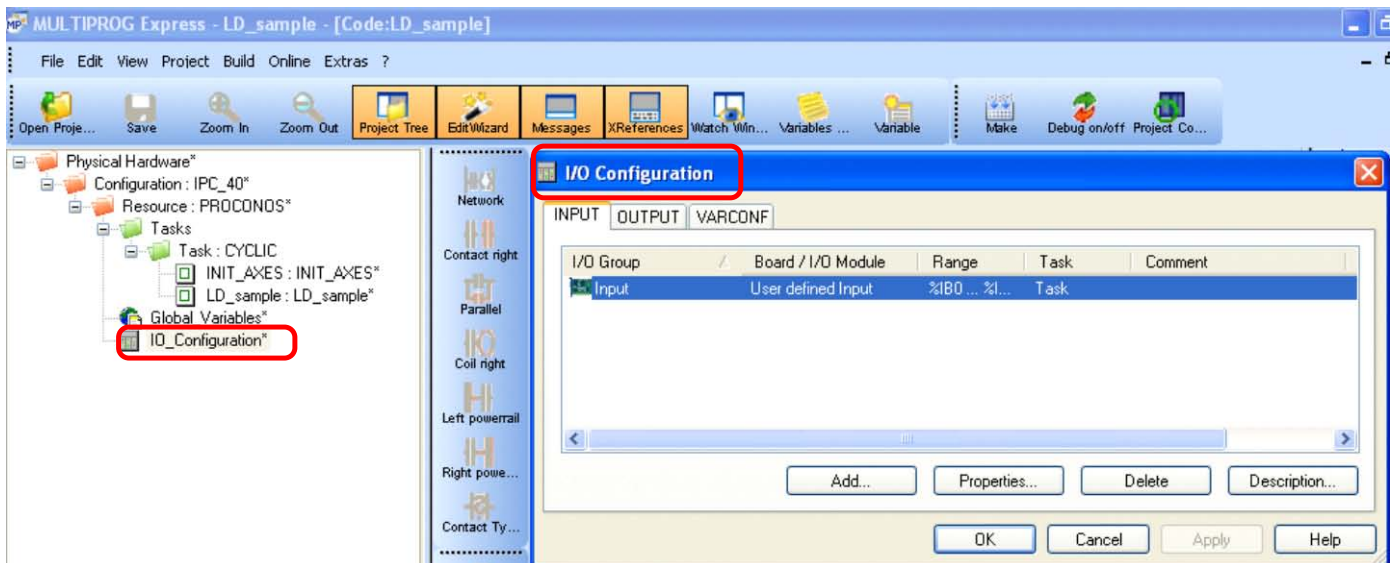 MULTIPROG Express - LD_sample - [Code:LD_sample]
File Edit View Project Build Online Extras ?
Open Proje... Save Zoom In Zoom Out Project Tree EditWizard Messages XReferences Watch Win... Variables ... Variable Make Debug on/off Project Co...
Physical Hardware*
Configuration : IPC_40*
Resource : PROCONOS*
Tasks
Task : CYCLIC
INIT_AXES : INIT_AXES*
LD_sample : LD_sample*
Global_Variables*
IO_Configuration*
Network
Contact right
Parallel
Coil right
Left powerrail
Right powe...
Contact Ty...
I/O Configuration
INPUT OUTPUT VARCONF
I/O Group Board / I/O Module Range Task Comment
Input User defined Input %IB0 ... %I... Task
Add... Properties... Delete Description...
OK Cancel Apply Help